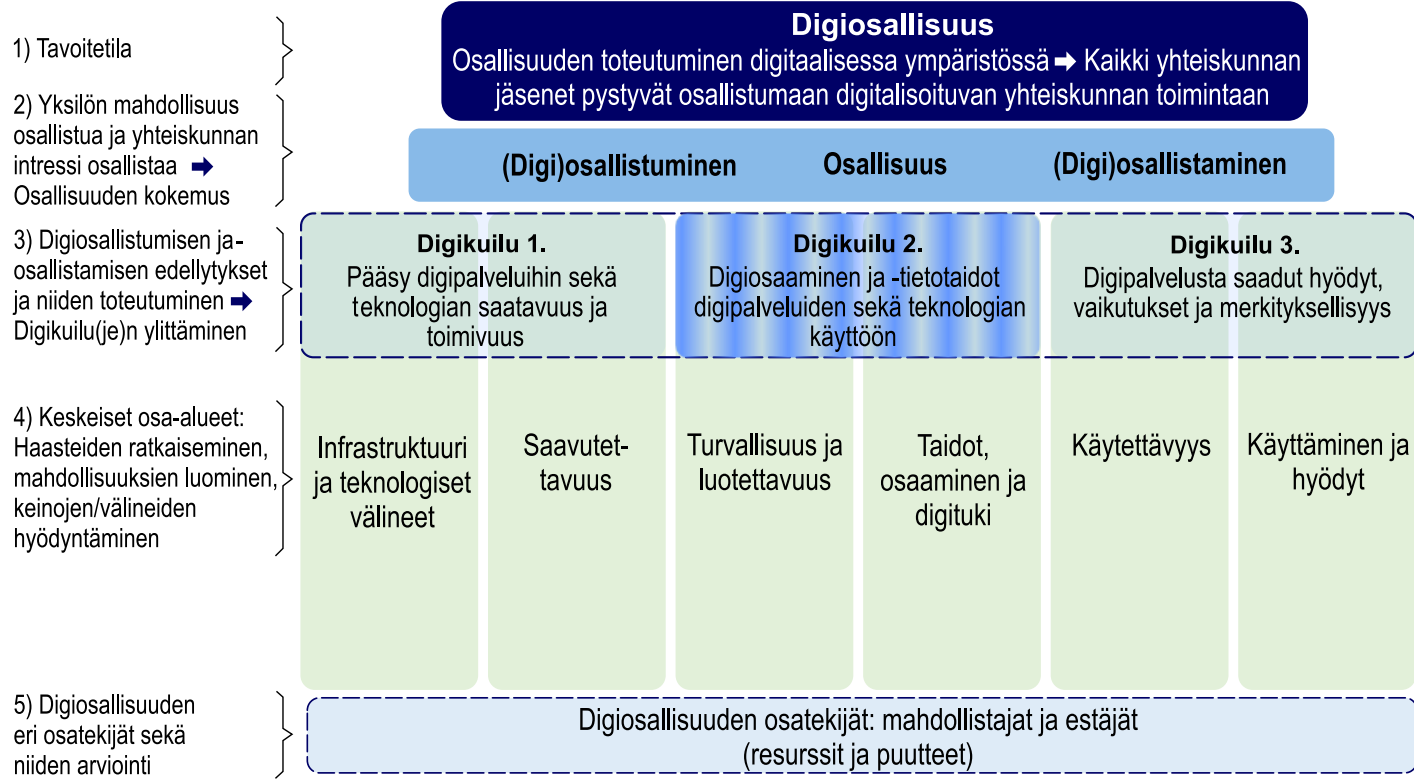 1) Tavoitetila
Digiosallisuus
Osallisuuden toteutuminen digitaalisessa ympäristössä ➡ Kaikki yhteiskunnan
jäsenet pystyvät osallistumaan digitalisoituvan yhteiskunnan toimintaan
2) Yksilön mahdollisuus
osallistua ja yhteiskunnan
intressi osallistaa ➡
Osallisuuden kokemus
(Digi)osallistuminen Osallisuus (Digi)osallistaminen
3) Digiosallistumisen ja-
osallistamisen edellytykset
ja niiden toteutuminen ➡
Digikuilu(je)n ylittäminen
Digikuilu 1.
Pääsy digipalveluihin sekä
teknologian saatavuus ja
toimivuus
Digikuilu 2.
Digiosaaminen ja -tietotaidot
digipalveluiden sekä teknologian
käyttöön
Digikuilu 3.
Digipalvelusta saadut hyödyt,
vaikutukset ja merkityksellisyys
4) Keskeiset osa-alueet:
Haasteiden ratkaiseminen,
mahdollisuuksien luominen,
keinojen/välineiden
hyödyntäminen
Infrastruktuuri
ja teknologiset
välineet
Saavutet-
tavuus
Turvallisuus ja
luotettavuus
Taidot,
osaaminen ja
digituki
Käytettävyys
Käyttäminen ja
hyödyt
5) Digiosallisuuden
eri osatekijät sekä
niiden arviointi
Digiosallisuuden osatekijät: mahdollistajat ja estäjät
(resurssit ja puutteet)